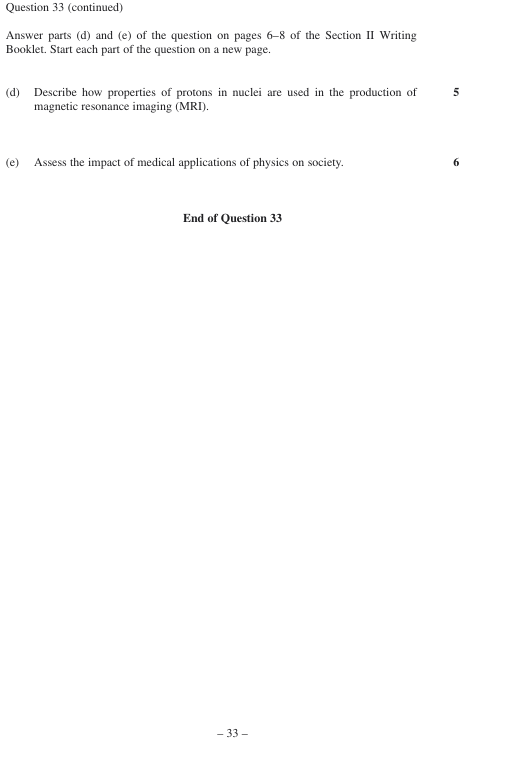 Question 33 (continued)
Answer parts (d) and (e) of the question on pages 6–8 of the Section II Writing
Booklet. Start each part of the question on a new page.
(d) Describe how properties of protons in nuclei are used in the production of 5
magnetic resonance imaging (MRI).
(e) Assess the impact of medical applications of physics on society. 6
End of Question 33
– 33 –